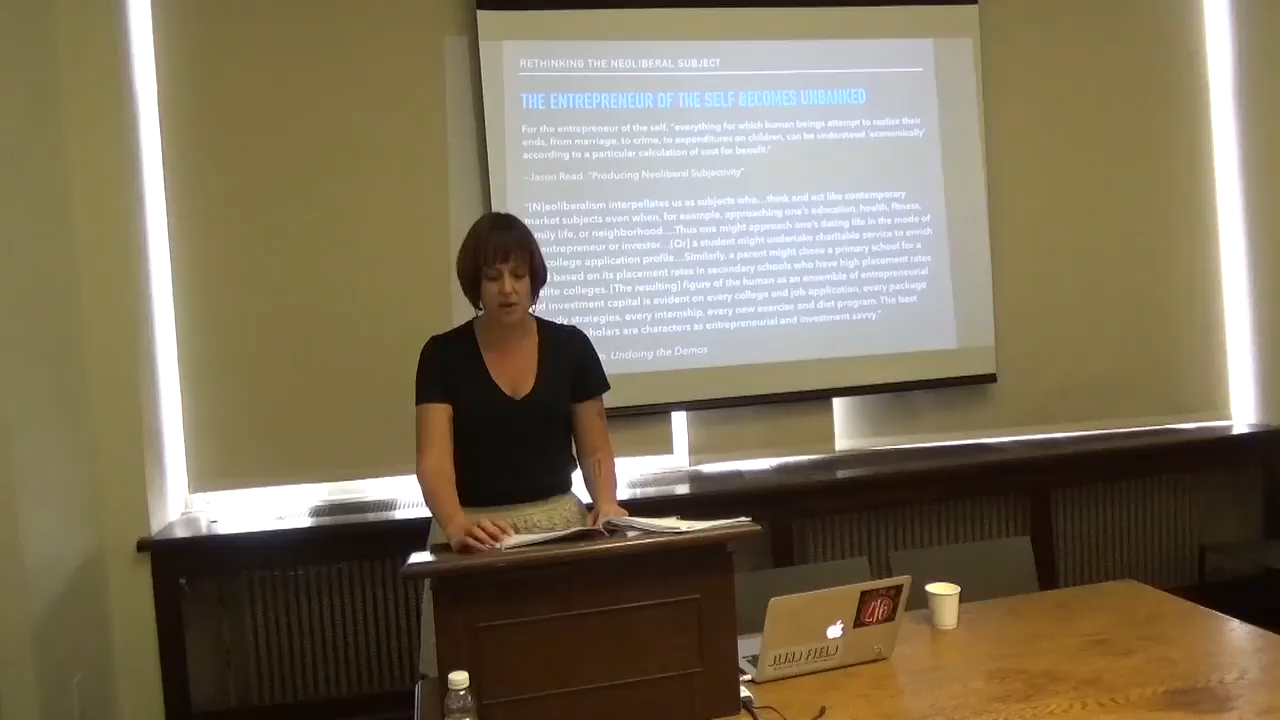 RETHINKING THE NEOLIBERAL SUBJECT
THE ENTREPRENEUR OF THE SELF BECOMES UNBANKED
For the entrepreneur of the self, "everything for which human beings attempt to realize their
ends, from marriage, to crime, to expenditures on children, can be understood 'economically'
according to a particular calculation of cost for benefit."
–Jason Read, "Producing Neoliberal Subjectivity"
"[N]eoliberalism interpellates us as subjects who...think and act like contemporary
market subjects even when, for example, approaching one's education, health, fitness,
mily life, or neighborhood....Thus one might approach one's dating life in the mode of
entrepreneur or investor...[Or] a student might undertake charitable service to enrich
college application profile...Similarly, a parent might chose a primary school for a
based on its placement rates in secondary schools who have high placement rates
elite colleges. [The resulting] figure of the human as an ensemble of entrepreneurial
nd investment capital is evident on every college and job application, every package
dy strategies, every internship, every new exercise and diet program. The best
cholars are characters as entrepreneurial and investment savvy."
n, Undoing the Demos
416
BLIND FIELD